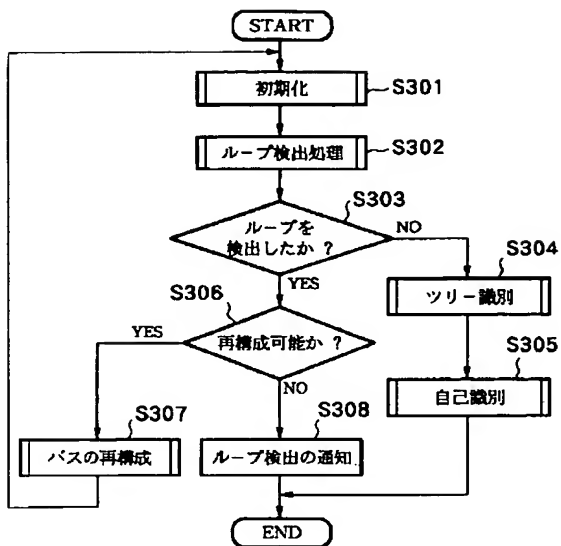 START
初期化
S301
ループ検出処理
S302
S303
ループを
検出したか？
NO
YES
S304
ツリー識別
S305
自己識別
S306
再構成可能か？
YES
NO
S307
バスの再構成
S308
ループ検出の通知
END